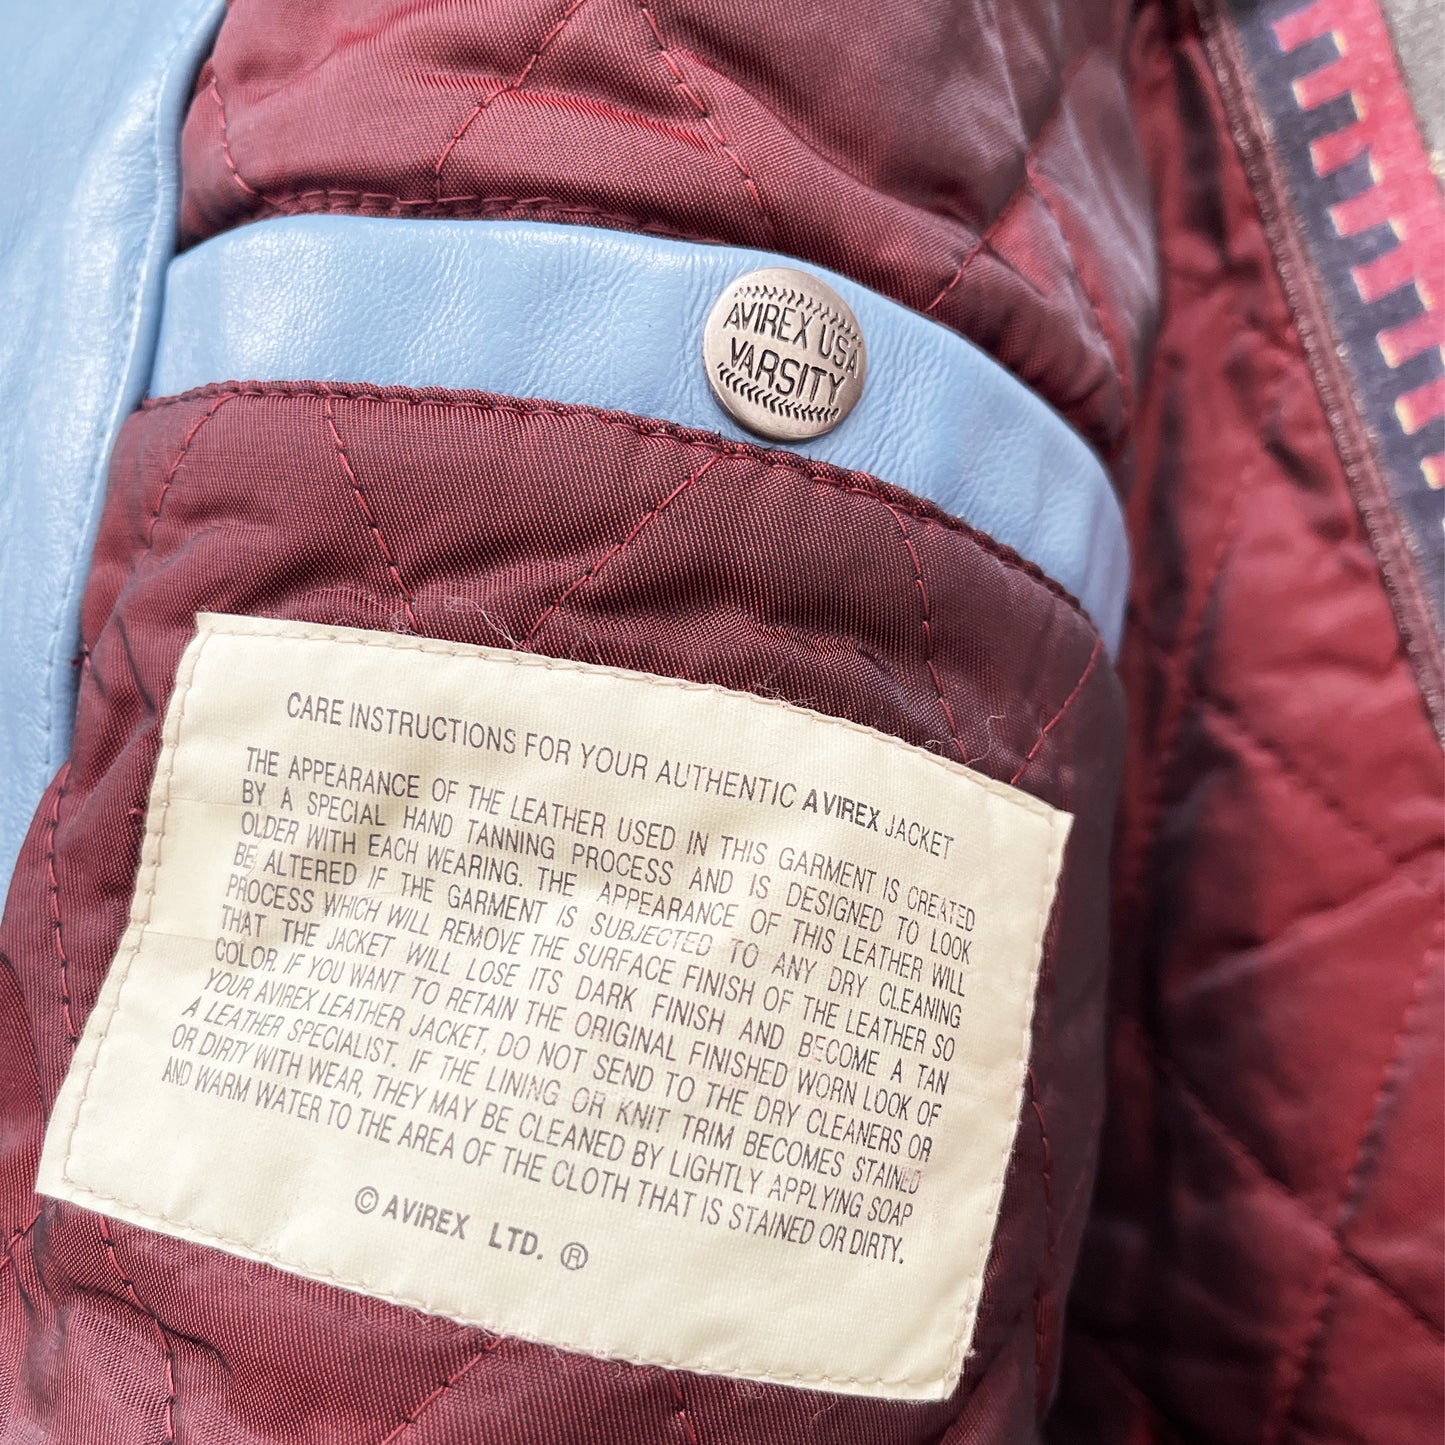 AVIREX USA
VARSITY
CARE INSTRUCTIONS FOR YOUR AUTHENTIC AVIREX JACKET
THE APPEARANCE OF THE LEATHER USED IN THIS GARMENT IS CREATED
BY A SPECIAL HAND TANNING PROCESS AND IS DESIGNED TO LOOK
OLDER WITH EACH WEARING. THE APPEARANCE OF THIS LEATHER WILL
BE ALTERED IF THE GARMENT IS SUBJECTED TO ANY DRY CLEANING
PROCESS WHICH WILL REMOVE THE SURFACE FINISH OF THE LEATHER SO
THAT THE JACKET WILL LOSE ITS DARK FINISH AND BECOME A TAN
COLOR. IF YOU WANT TO RETAIN THE ORIGINAL FINISHED WORN LOOK OF
YOUR AVIREX LEATHER JACKET, DO NOT SEND TO THE DRY CLEANERS OR
A LEATHER SPECIALIST. IF THE LINING OR KNIT TRIM BECOMES STAINED
OR DIRTY WITH WEAR, THEY MAY BE CLEANED BY LIGHTLY APPLYING SOAP
AND WARM WATER TO THE AREA OF THE CLOTH THAT IS STAINED OR DIRTY.
© AVIREX LTD. ®